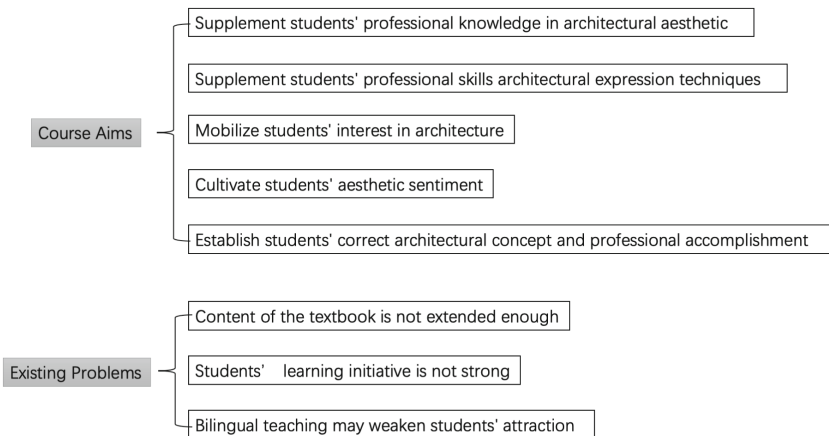 Supplement students' professional knowledge in architectural aesthetic
Supplement students' professional skills architectural expression techniques
Course Aims
Mobilize students' interest in architecture
Cultivate students' aesthetic sentiment
Establish students' correct architectural concept and professional accomplishment
Content of the textbook is not extended enough
Existing Problems
Students' learning initiative is not strong
Bilingual teaching may weaken students' attraction